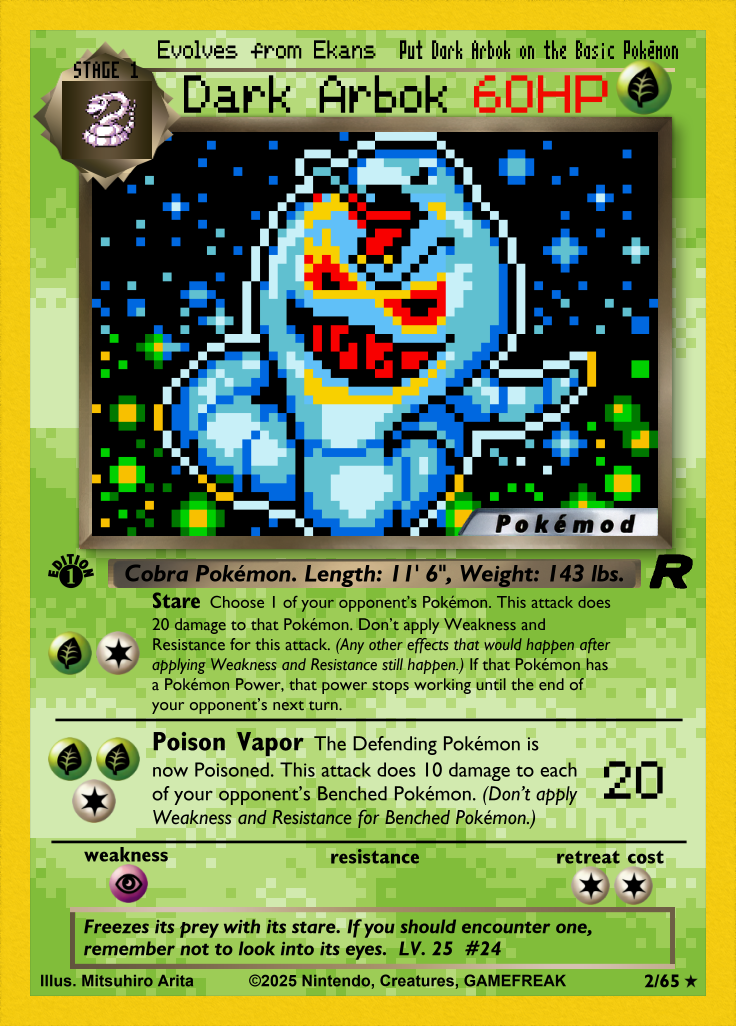 Evolves from Ekans Put Dark Arbok on the Basic Pokémon
STAGE 1
Dark Arbok 60HP
Pokémod
EDITION
1
Cobra Pokémon. Length: 11' 6", Weight: 143 lbs.
R
Stare Choose 1 of your opponent's Pokémon. This attack does
20 damage to that Pokémon. Don't apply Weakness and
Resistance for this attack. (Any other effects that would happen after
applying Weakness and Resistance still happen.) If that Pokémon has
a Pokémon Power, that power stops working until the end of
your opponent's next turn.
Poison Vapor The Defending Pokémon is
now Poisoned. This attack does 10 damage to each
of your opponent's Benched Pokémon. (Don't apply
Weakness and Resistance for Benched Pokémon.)
20
weakness resistance retreat cost
Freezes its prey with its stare. If you should encounter one,
remember not to look into its eyes. LV. 25 #24
Illus. Mitsuhiro Arita ©2025 Nintendo, Creatures, GAMEFREAK 2/65 ★